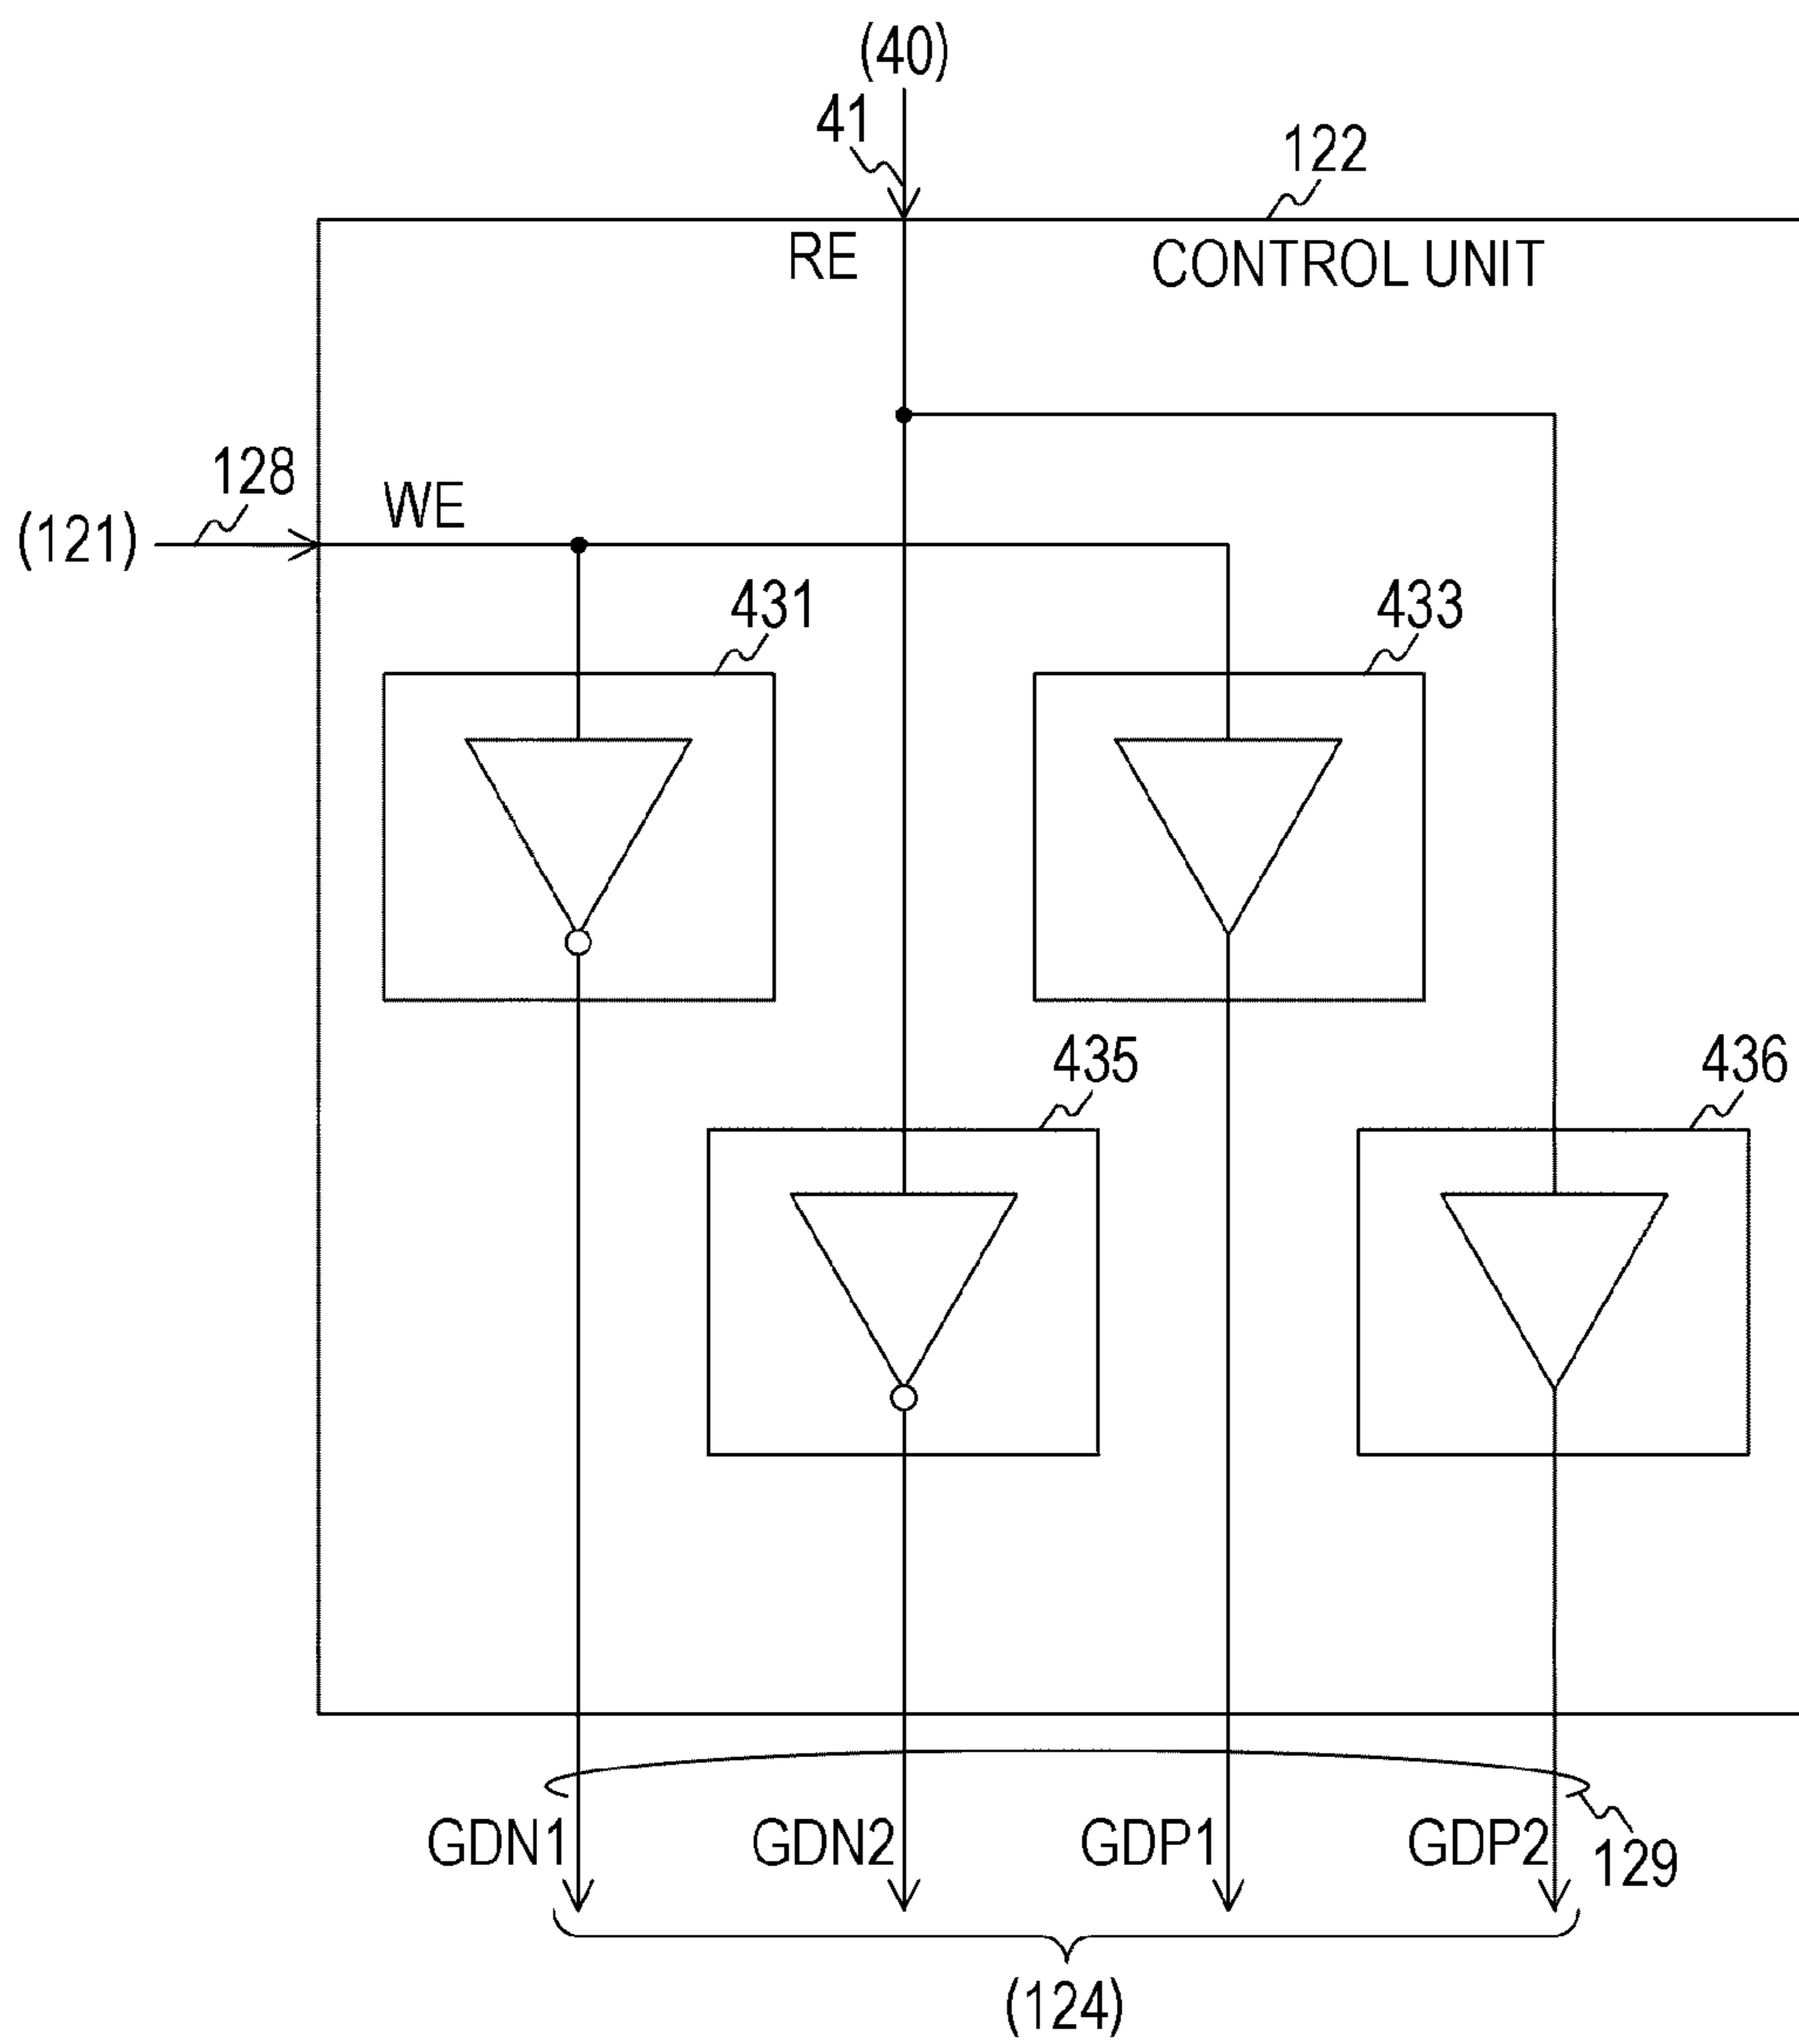 (40)
41
122
RE
CONTROL UNIT
128
WE
(121)
431
433
435
436
GDN1
GDN2
GDP1
GDP2
129
(124)